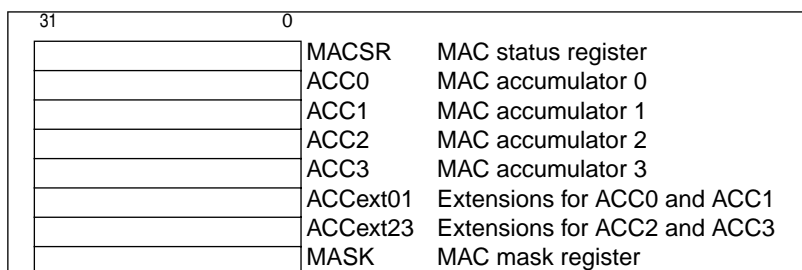 31 0
MACSR MAC status register
ACC0 MAC accumulator 0
ACC1 MAC accumulator 1
ACC2 MAC accumulator 2
ACC3 MAC accumulator 3
ACCext01 Extensions for ACC0 and ACC1
ACCext23 Extensions for ACC2 and ACC3
MASK MAC mask register